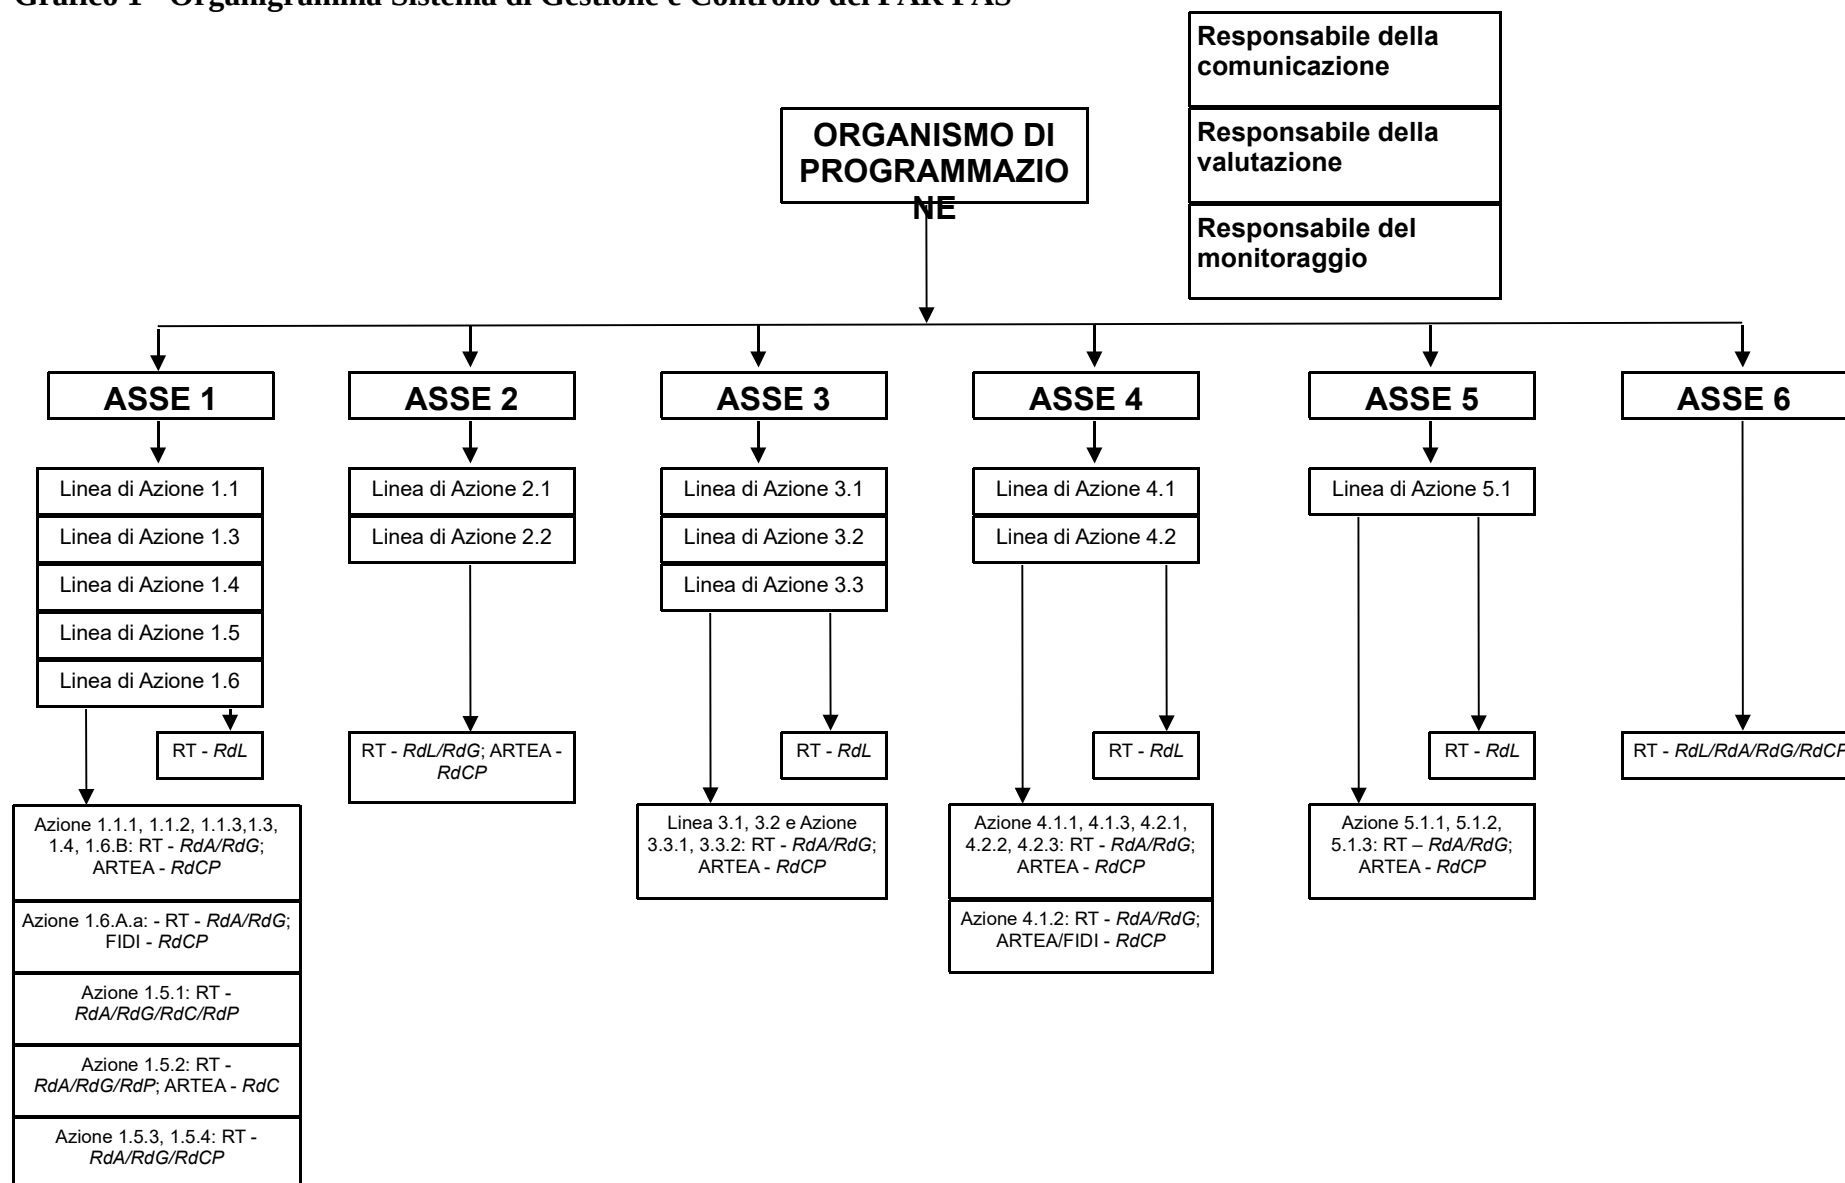 Grafico 1 - Organigramma Sistema di Gestione e Controllo del PAR FAS
Responsabile della
comunicazione
Responsabile della
valutazione
Responsabile del
monitoraggio
ORGANISMO DI
PROGRAMMAZIO
NE
ASSE 1
ASSE 2
ASSE 3
ASSE 4
ASSE 5
ASSE 6
Linea di Azione 1.1
Linea di Azione 1.3
Linea di Azione 1.4
Linea di Azione 1.5
Linea di Azione 1.6
Linea di Azione 2.1
Linea di Azione 2.2
Linea di Azione 3.1
Linea di Azione 3.2
Linea di Azione 3.3
Linea di Azione 4.1
Linea di Azione 4.2
Linea di Azione 5.1
RT - RdL
RT - RdL/RdG; ARTEA -
RdCP
RT - RdL
RT - RdL
RT - RdL
RT - RdL/RdA/RdG/RdCP
Azione 1.1.1, 1.1.2, 1.1.3,1.3,
1.4, 1.6.B: RT - RdA/RdG;
ARTEA - RdCP
Azione 1.6.A.a: - RT - RdA/RdG;
FIDI - RdCP
Azione 1.5.1: RT -
RdA/RdG/RdC/RdP
Azione 1.5.2: RT -
RdA/RdG/RdP; ARTEA - RdC
Azione 1.5.3, 1.5.4: RT -
RdA/RdG/RdCP
Linea 3.1, 3.2 e Azione
3.3.1, 3.3.2: RT - RdA/RdG;
ARTEA - RdCP
Azione 4.1.1, 4.1.3, 4.2.1,
4.2.2, 4.2.3: RT - RdA/RdG;
ARTEA - RdCP
Azione 4.1.2: RT - RdA/RdG;
ARTEA/FIDI - RdCP
Azione 5.1.1, 5.1.2,
5.1.3: RT – RdA/RdG;
ARTEA - RdCP